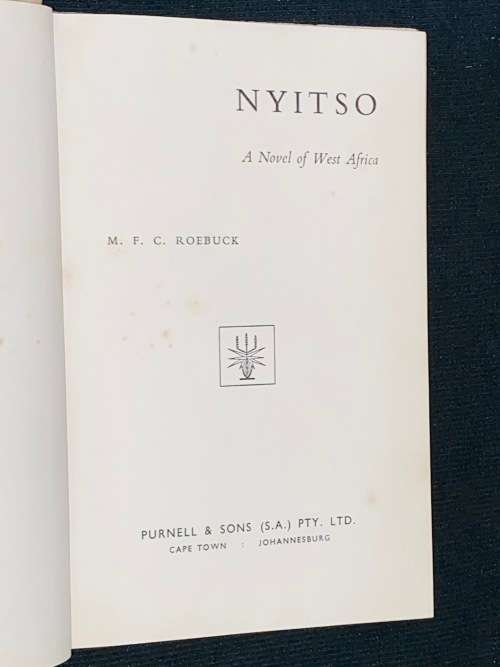 NYITSO
A Novel of West Africa
M. F. C. ROEBUCK
PURNELL & SONS (S.A.) PTY. LTD.
CAPE TOWN : JOHANNESBURG